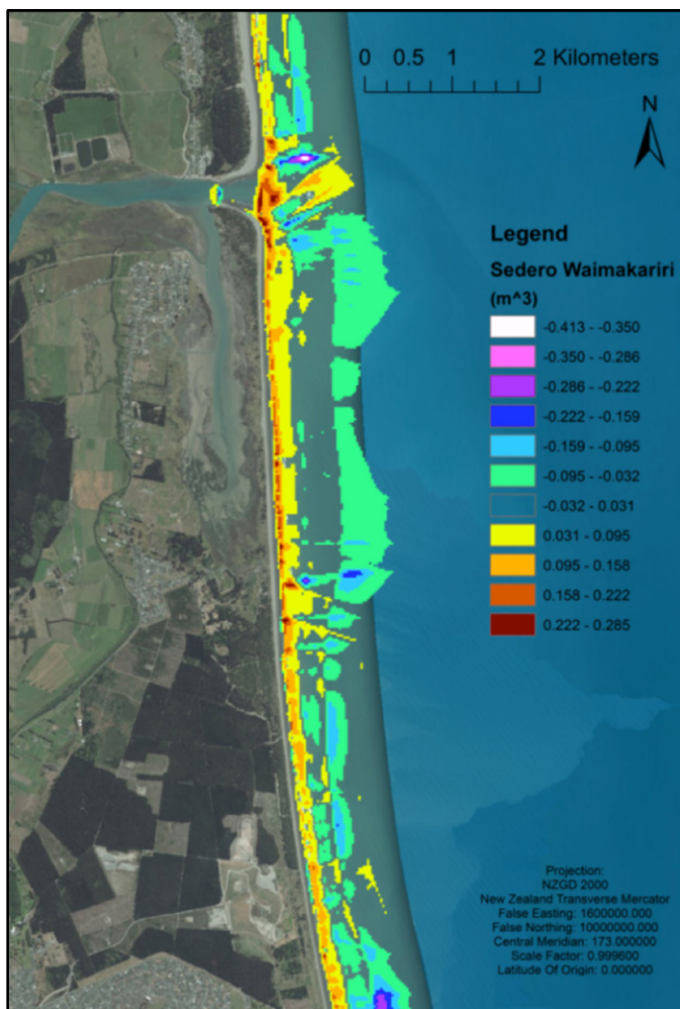 0 0.5 1 2 Kilometers
N
Legend
Sedero Waimakariri
(m^3)
-0.413 - -0.350
-0.350 - -0.286
-0.286 - -0.222
-0.222 - -0.159
-0.159 - -0.095
-0.095 - -0.032
-0.032 - 0.031
0.031 - 0.095
0.095 - 0.158
0.158 - 0.222
0.222 - 0.285
Projection:
NZGD 2000
New Zealand Transverse Mercator
False Easting: 1600000.000
False Northing: 10000000.000
Central Meridian: 173.000000
Scale Factor: 0.999600
Latitude Of Origin: 0.000000